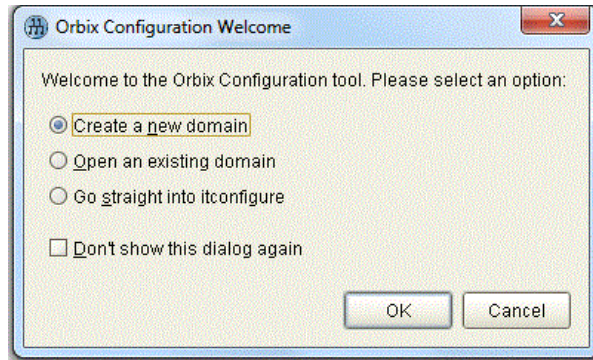 Orbix Configuration Welcome
Welcome to the Orbix Configuration tool. Please select an option:
Create a new domain
Open an existing domain
Go straight into itconfigure
Don't show this dialog again
OK
Cancel